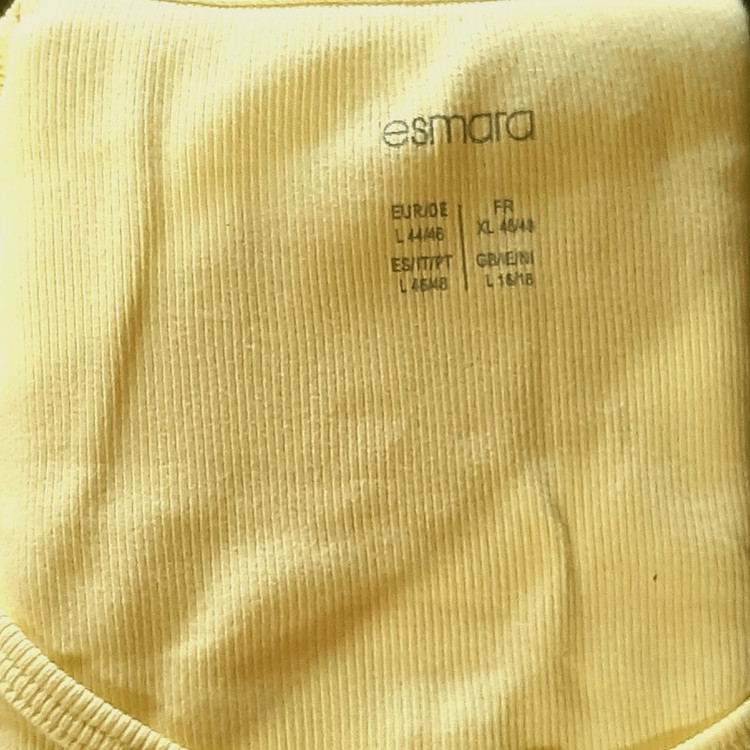 esmara
EUR/DE
L 44/46
ES/IT/PT
L 46/48
FR
XL 46/48
GB/IE/NI
L 16/18